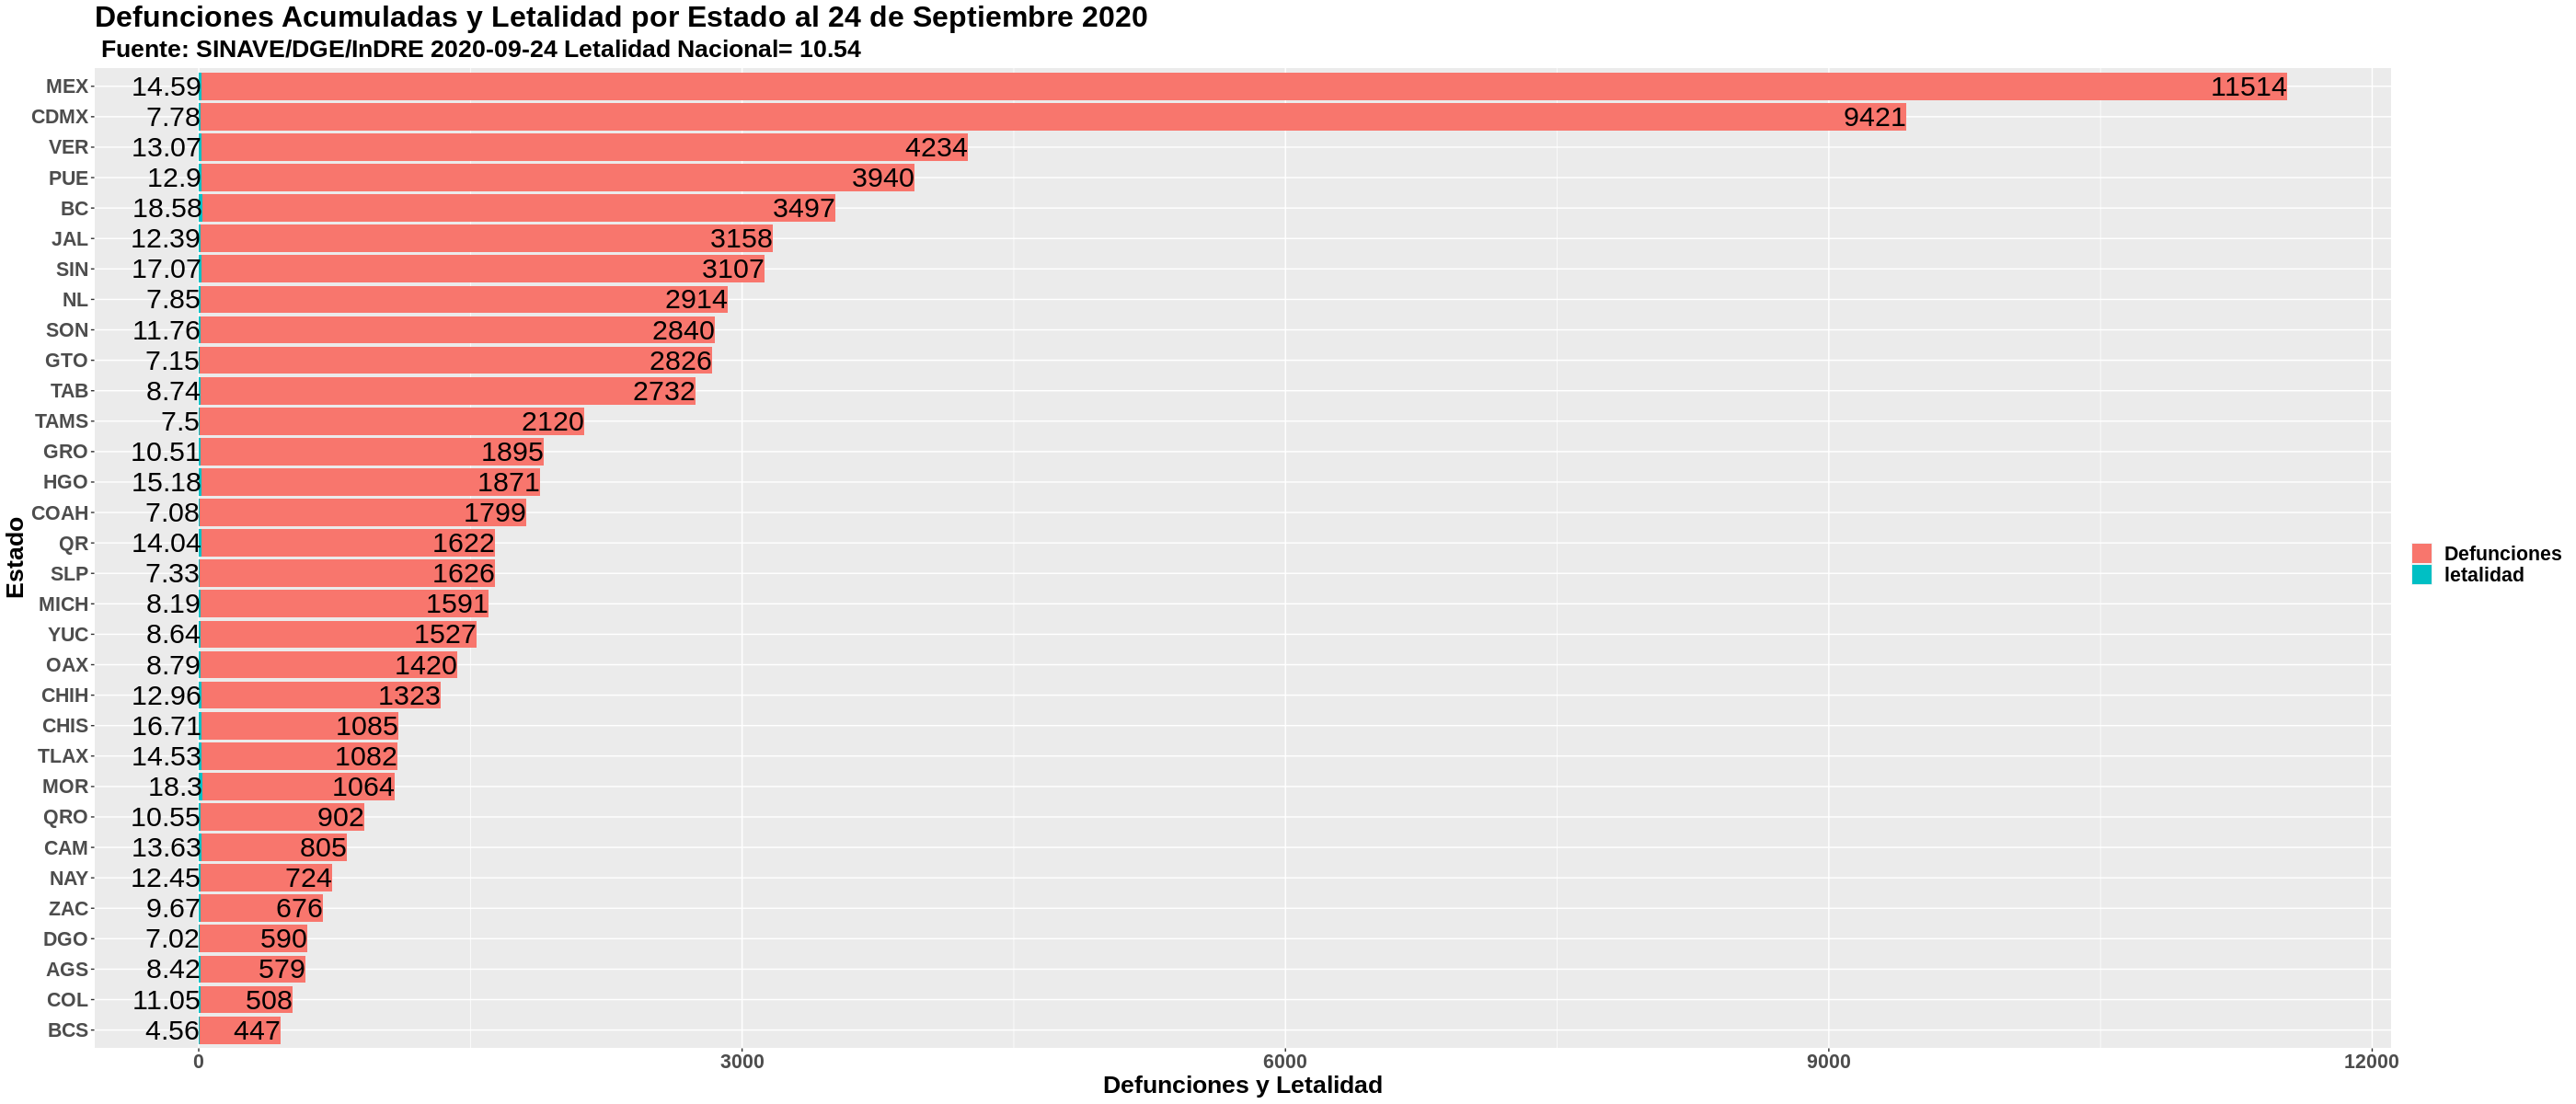 Defunciones Acumuladas y Letalidad por Estado al 24 de Septiembre 2020
Fuente: SINAVE/DGE/InDRE 2020-09-24 Letalidad Nacional= 10.54
MEX 14.59 11514
CDMX 7.78 9421
VER 13.07 4234
PUE 12.9 3940
BC 18.58 3497
JAL 12.39 3158
SIN 17.07 3107
NL 7.85 2914
SON 11.76 2840
GTO 7.15 2826
TAB 8.74 2732
TAMS 7.5 2120
GRO 10.51 1895
HGO 15.18 1871
COAH 7.08 1799
QR 14.04 1622
SLP 7.33 1626
MICH 8.19 1591
YUC 8.64 1527
OAX 8.79 1420
CHIH 12.96 1323
CHIS 16.71 1085
TLAX 14.53 1082
MOR 18.3 1064
QRO 10.55 902
CAM 13.63 805
NAY 12.45 724
ZAC 9.67 676
DGO 7.02 590
AGS 8.42 579
COL 11.05 508
BCS 4.56 447
0 3000 6000 9000 12000
Defunciones y Letalidad
Estado
Defunciones
letalidad